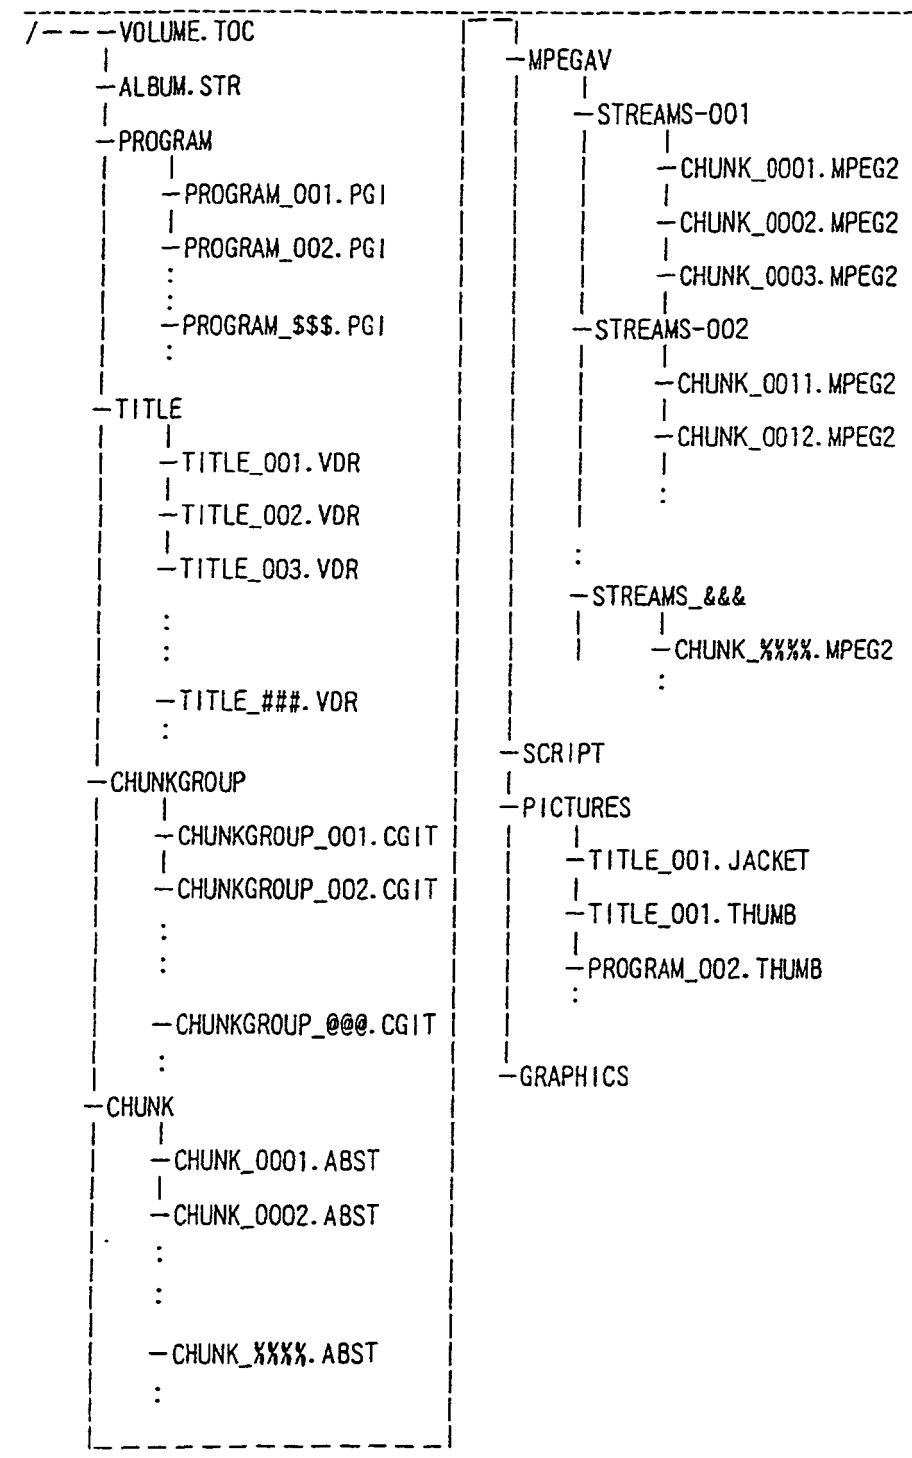 /---VOLUME.TOC
ALBUM.STR
PROGRAM
PROGRAM_001.PGI
PROGRAM_002.PGI
PROGRAM_$$$.PGI
TITLE
TITLE_001.VDR
TITLE_002.VDR
TITLE_003.VDR
TITLE_###.VDR
CHUNKGROUP
CHUNKGROUP_001.CGIT
CHUNKGROUP_002.CGIT
CHUNKGROUP_@@@.CGIT
CHUNK
CHUNK_0001.ABST
CHUNK_0002.ABST
CHUNK_%%%%.ABST
MPEGAV
STREAMS-001
CHUNK_0001.MPEG2
CHUNK_0002.MPEG2
CHUNK_0003.MPEG2
STREAMS-002
CHUNK_0011.MPEG2
CHUNK_0012.MPEG2
STREAMS_&&&
CHUNK_%%%%.MPEG2
SCRIPT
PICTURES
TITLE_001.JACKET
TITLE_001.THUMB
PROGRAM_002.THUMB
GRAPHICS